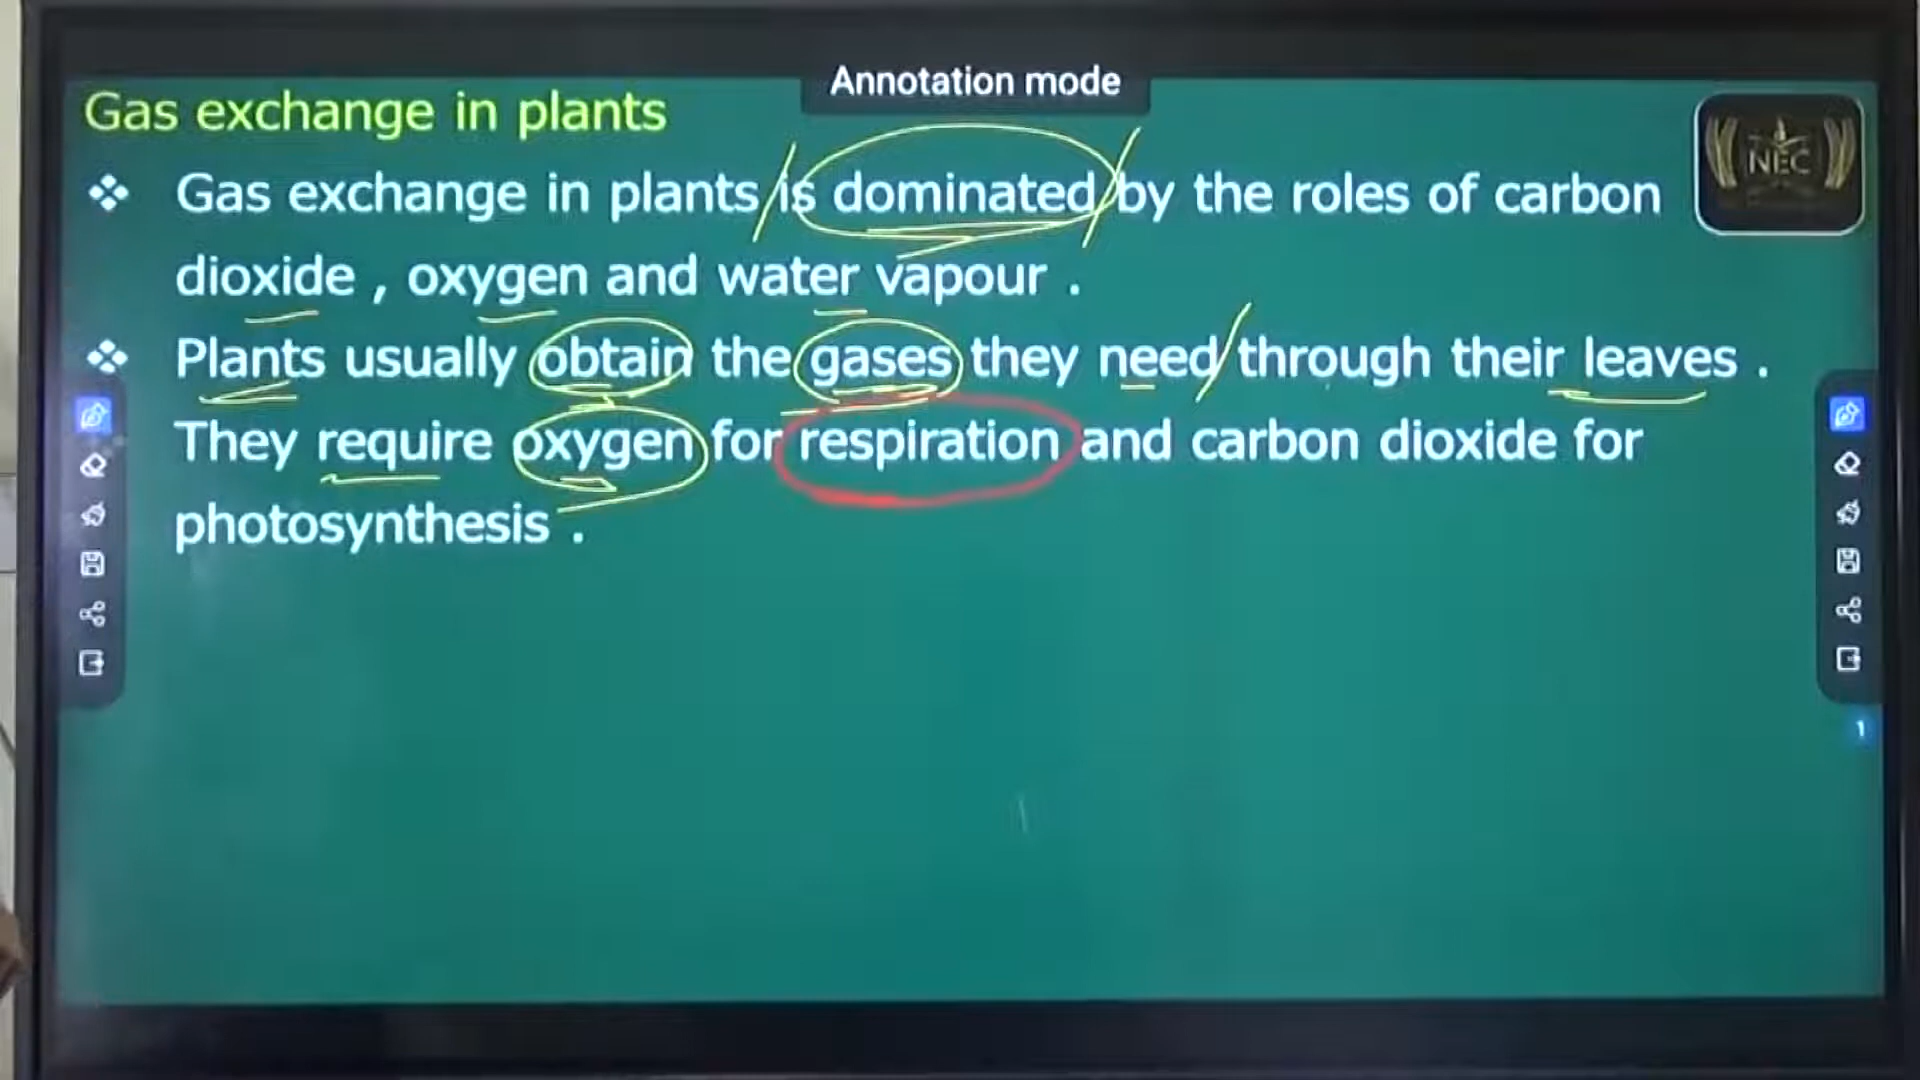 Annotation mode
Gas exchange in plants
NEC
❖ Gas exchange in plants is dominated by the roles of carbon
dioxide , oxygen and water vapour .
❖ Plants usually obtain the gases they need through their leaves .
They require oxygen for respiration and carbon dioxide for
photosynthesis .
1